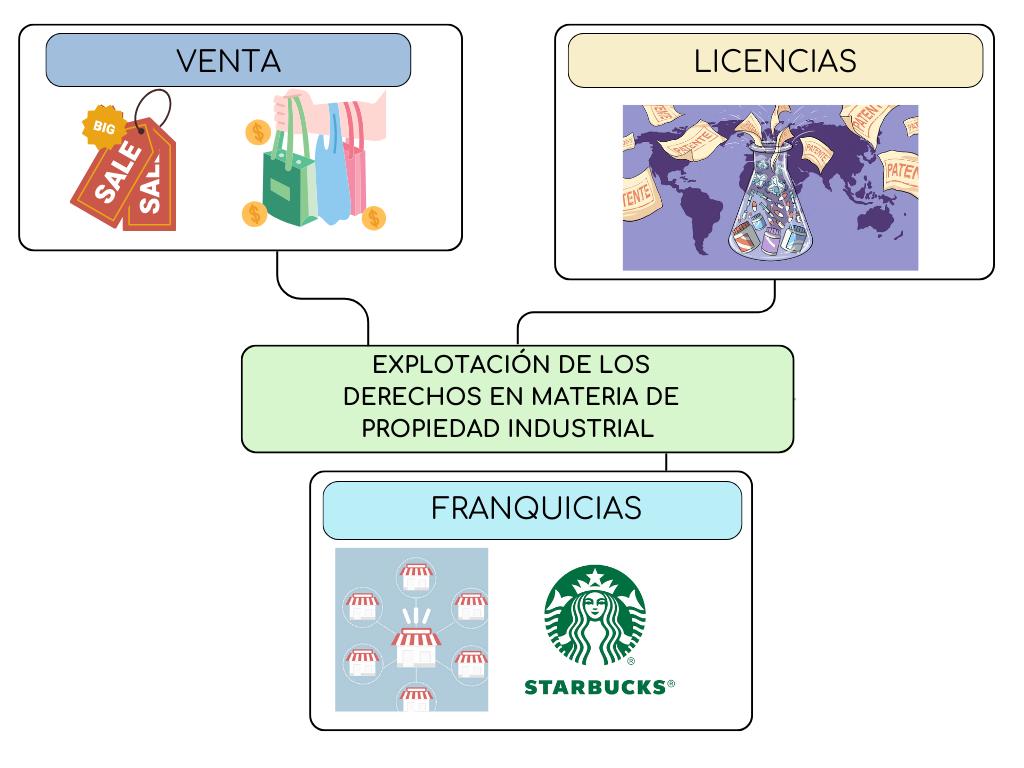 VENTA
BIG
SALE
SALE
LICENCIAS
PATENTE
PATENTE
PATENTE
PATENTE
EXPLOTACIÓN DE LOS
DERECHOS EN MATERIA DE
PROPIEDAD INDUSTRIAL
FRANQUICIAS
STARBUCKS®